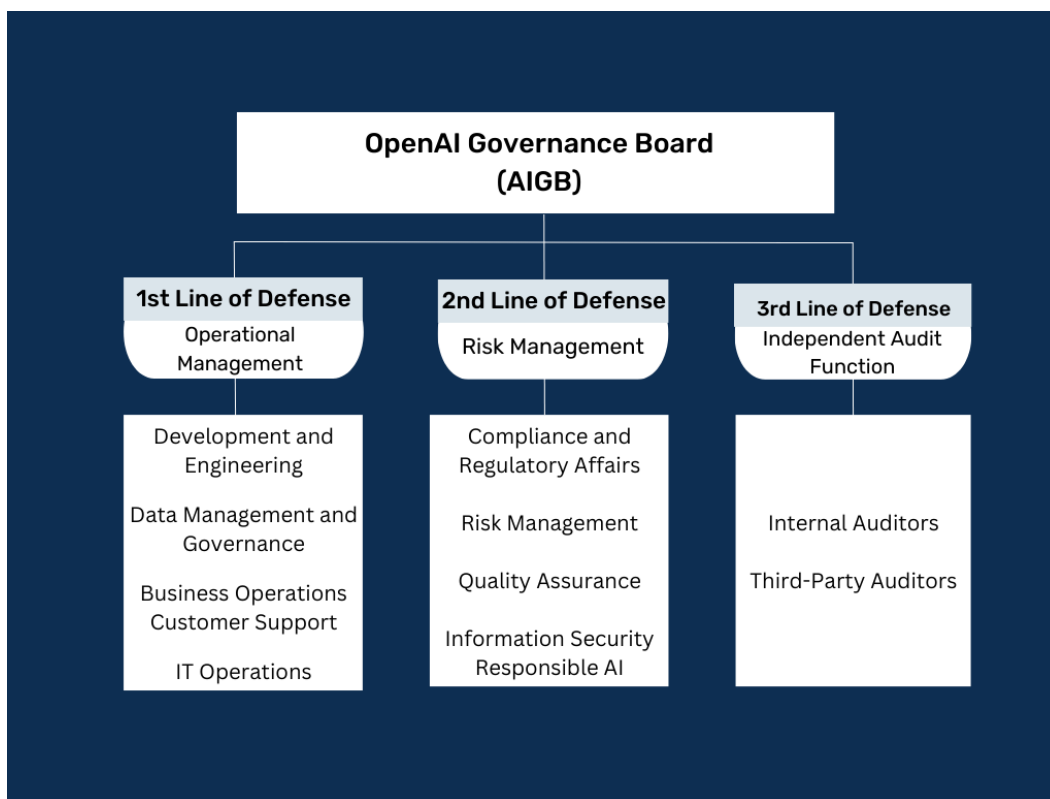 OpenAI Governance Board
(AIGB)
1st Line of Defense
Operational
Management
Development and
Engineering
Data Management and
Governance
Business Operations
Customer Support
IT Operations
2nd Line of Defense
Risk Management
Compliance and
Regulatory Affairs
Risk Management
Quality Assurance
Information Security
Responsible AI
3rd Line of Defense
Independent Audit
Function
Internal Auditors
Third-Party Auditors